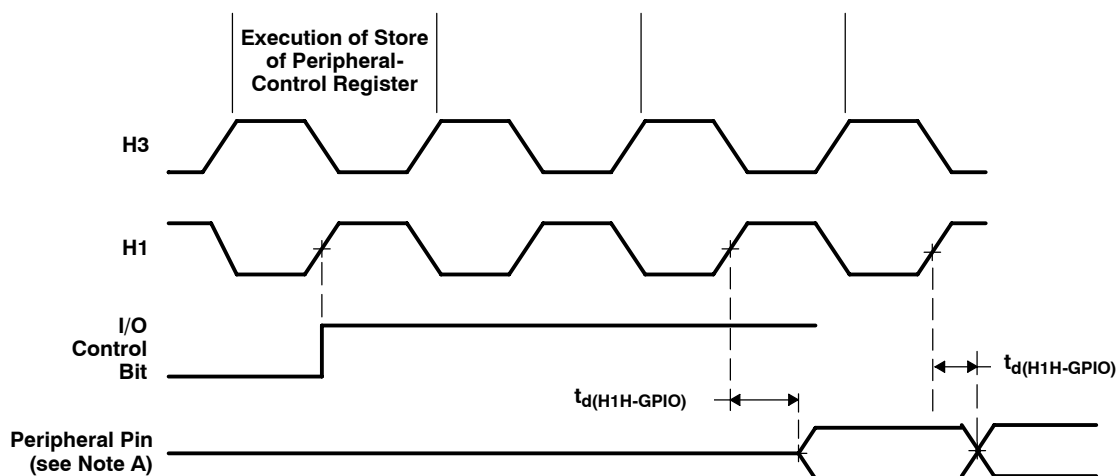 Execution of Store
of Peripheral-
Control Register
H3
H1
I/O
Control
Bit
td(H1H-GPIO)
td(H1H-GPIO)
Peripheral Pin
(see Note A)